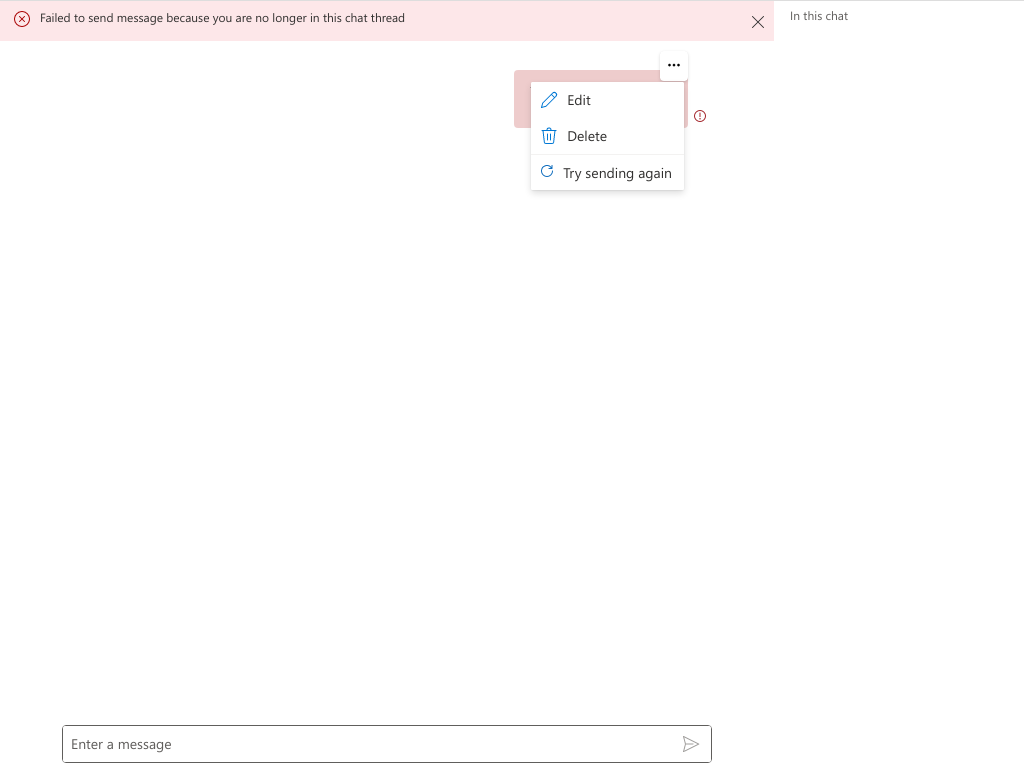 Failed to send message because you are no longer in this chat thread
In this chat
Edit
Delete
Try sending again
Enter a message